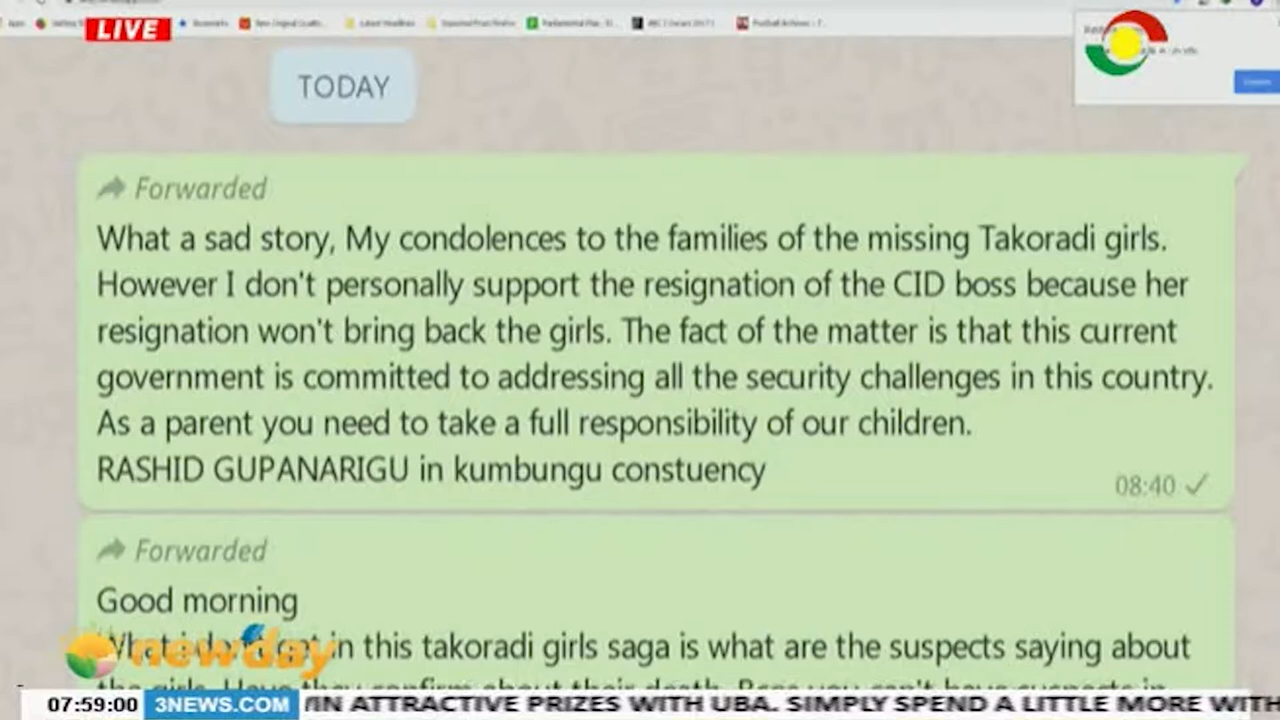 LIVE
TODAY
Forwarded
What a sad story, My condolences to the families of the missing Takoradi girls.
However I don't personally support the resignation of the CID boss because her
resignation won't bring back the girls. The fact of the matter is that this current
government is committed to addressing all the security challenges in this country.
As a parent you need to take a full responsibility of our children.
RASHID GUPANARIGU in kumbungu constuency
08:40
Forwarded
Good morning
What i don't get in this takoradi girls saga is what are the suspects saying about
newday
07:59:00 3NEWS.COM IN ATTRACTIVE PRIZES WITH UBA. SIMPLY SPEND A LITTLE MORE WITH